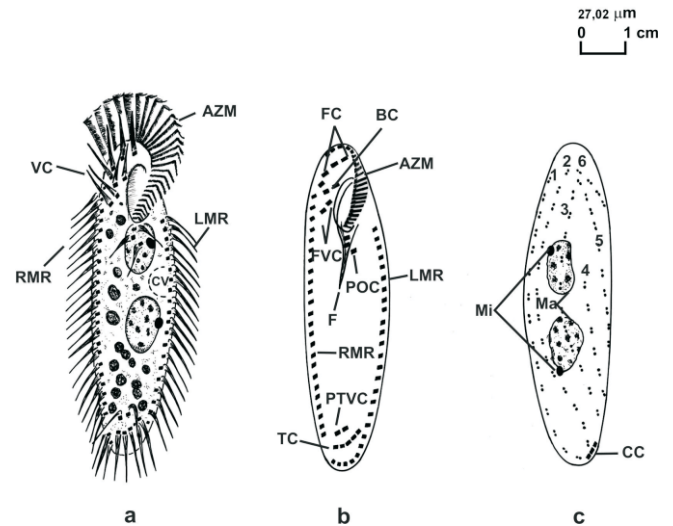 27,02 µm
0 1 cm
AZM
VC
LMR
RMR
CV
a
FC
BC
AZM
FVC
POC
LMR
F
RMR
PTVC
TC
b
1 2 6
3
5
4
Mi
Ma
CC
c